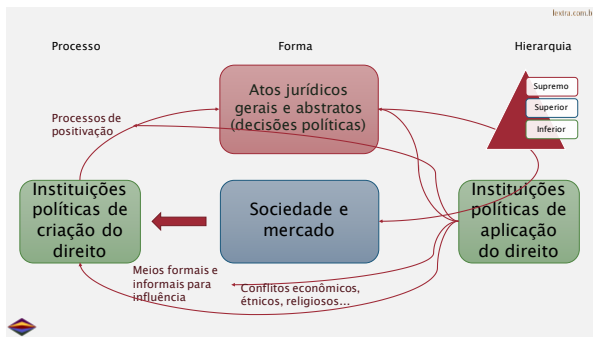 lextra.com.b
Processo
Forma
Hierarquia
Atos jurídicos
gerais e abstratos
(decisões políticas)
Supremo
Superior
Inferior
Processos de
positivação
Instituições
políticas de
criação do
direito
Sociedade e
mercado
Instituições
políticas de
aplicação
do direito
Meios formais e
informais para
influência
Conflitos econômicos,
étnicos, religiosos...